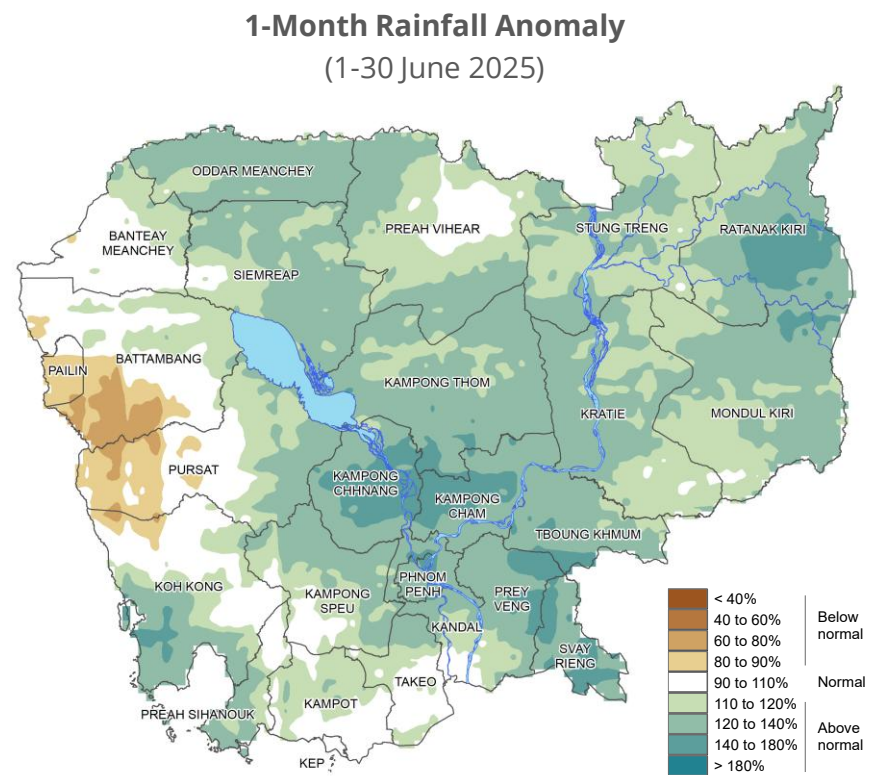 1-Month Rainfall Anomaly
(1-30 June 2025)
ODDAR MEANCHEY
BANTEAY
MEANCHEY
PREAH VIHEAR
STUNG TRENG
RATANAK KIRI
SIEMREAP
PAILIN
BATTAMBANG
KAMPONG THOM
KRATIE
MONDUL KIRI
PURSAT
KAMPONG
CHHNANG
KAMPONG
CHAM
TBOUNG KHMUM
KOH KONG
KAMPONG
SPEU
PHNOM
PENH
PREY
VENG
KANDAL
SVAY
RIENG
TAKEO
KAMPOT
PREAH SIHANOUK
KEP
< 40%
40 to 60%
60 to 80%
80 to 90%
Below
normal
90 to 110%
Normal
110 to 120%
120 to 140%
140 to 180%
> 180%
Above
normal